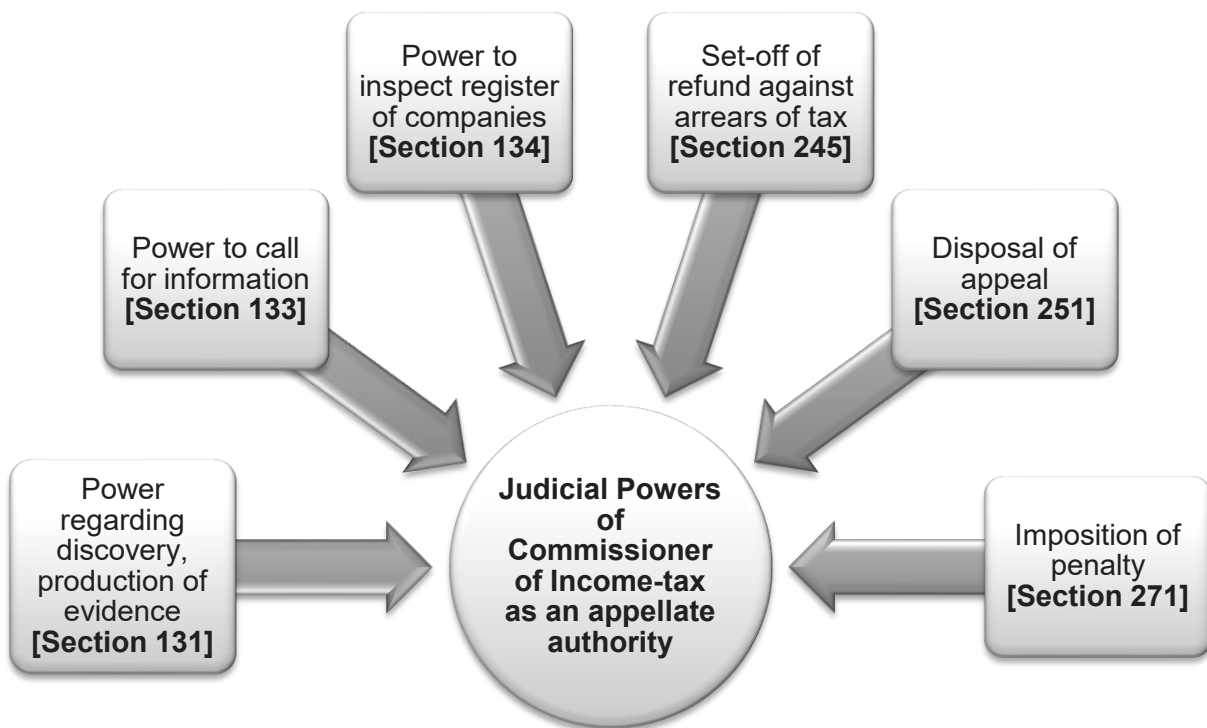 Power to
inspect register
of companies
[Section 134]
Set-off of
refund against
arrears of tax
[Section 245]
Power to call
for information
[Section 133]
Disposal of
appeal
[Section 251]
Power
regarding
discovery,
production of
evidence
[Section 131]
Judicial Powers
of
Commissioner
of Income-tax
as an appellate
authority
Imposition of
penalty
[Section 271]